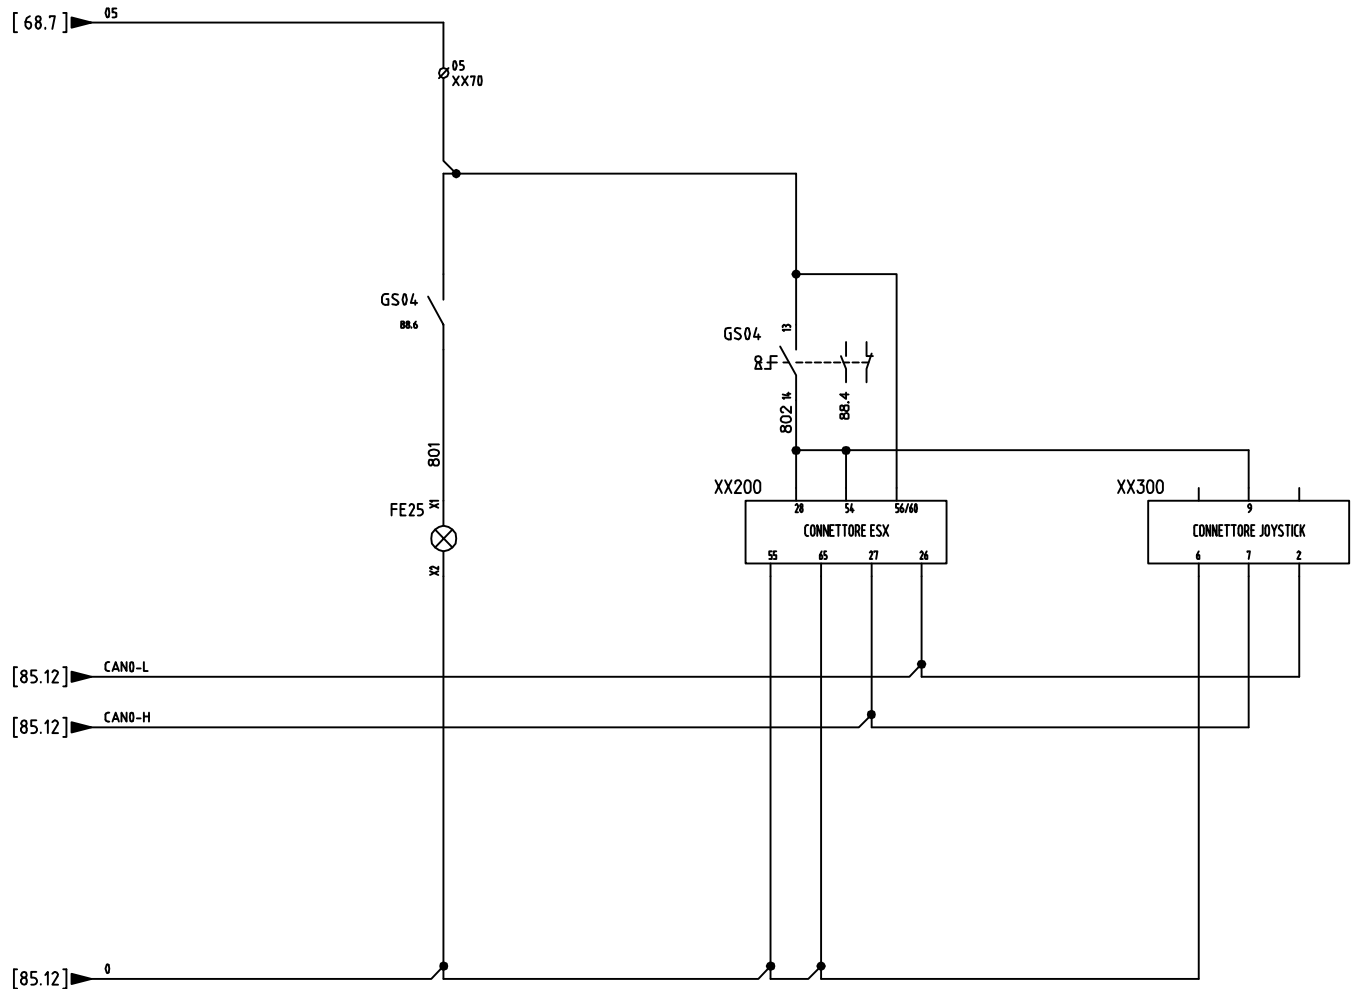 [ 68.7 ]
05
05
XX70
GS04
88.6
GS04
13
14
802
88.4
801
X1
FE25
X2
XX200
28
54
56/60
CONNETTORE ESX
55
65
27
26
XX300
9
CONNETTORE JOYSTICK
6
7
2
[85.12]
CAN0-L
[85.12]
CAN0-H
[85.12]
0